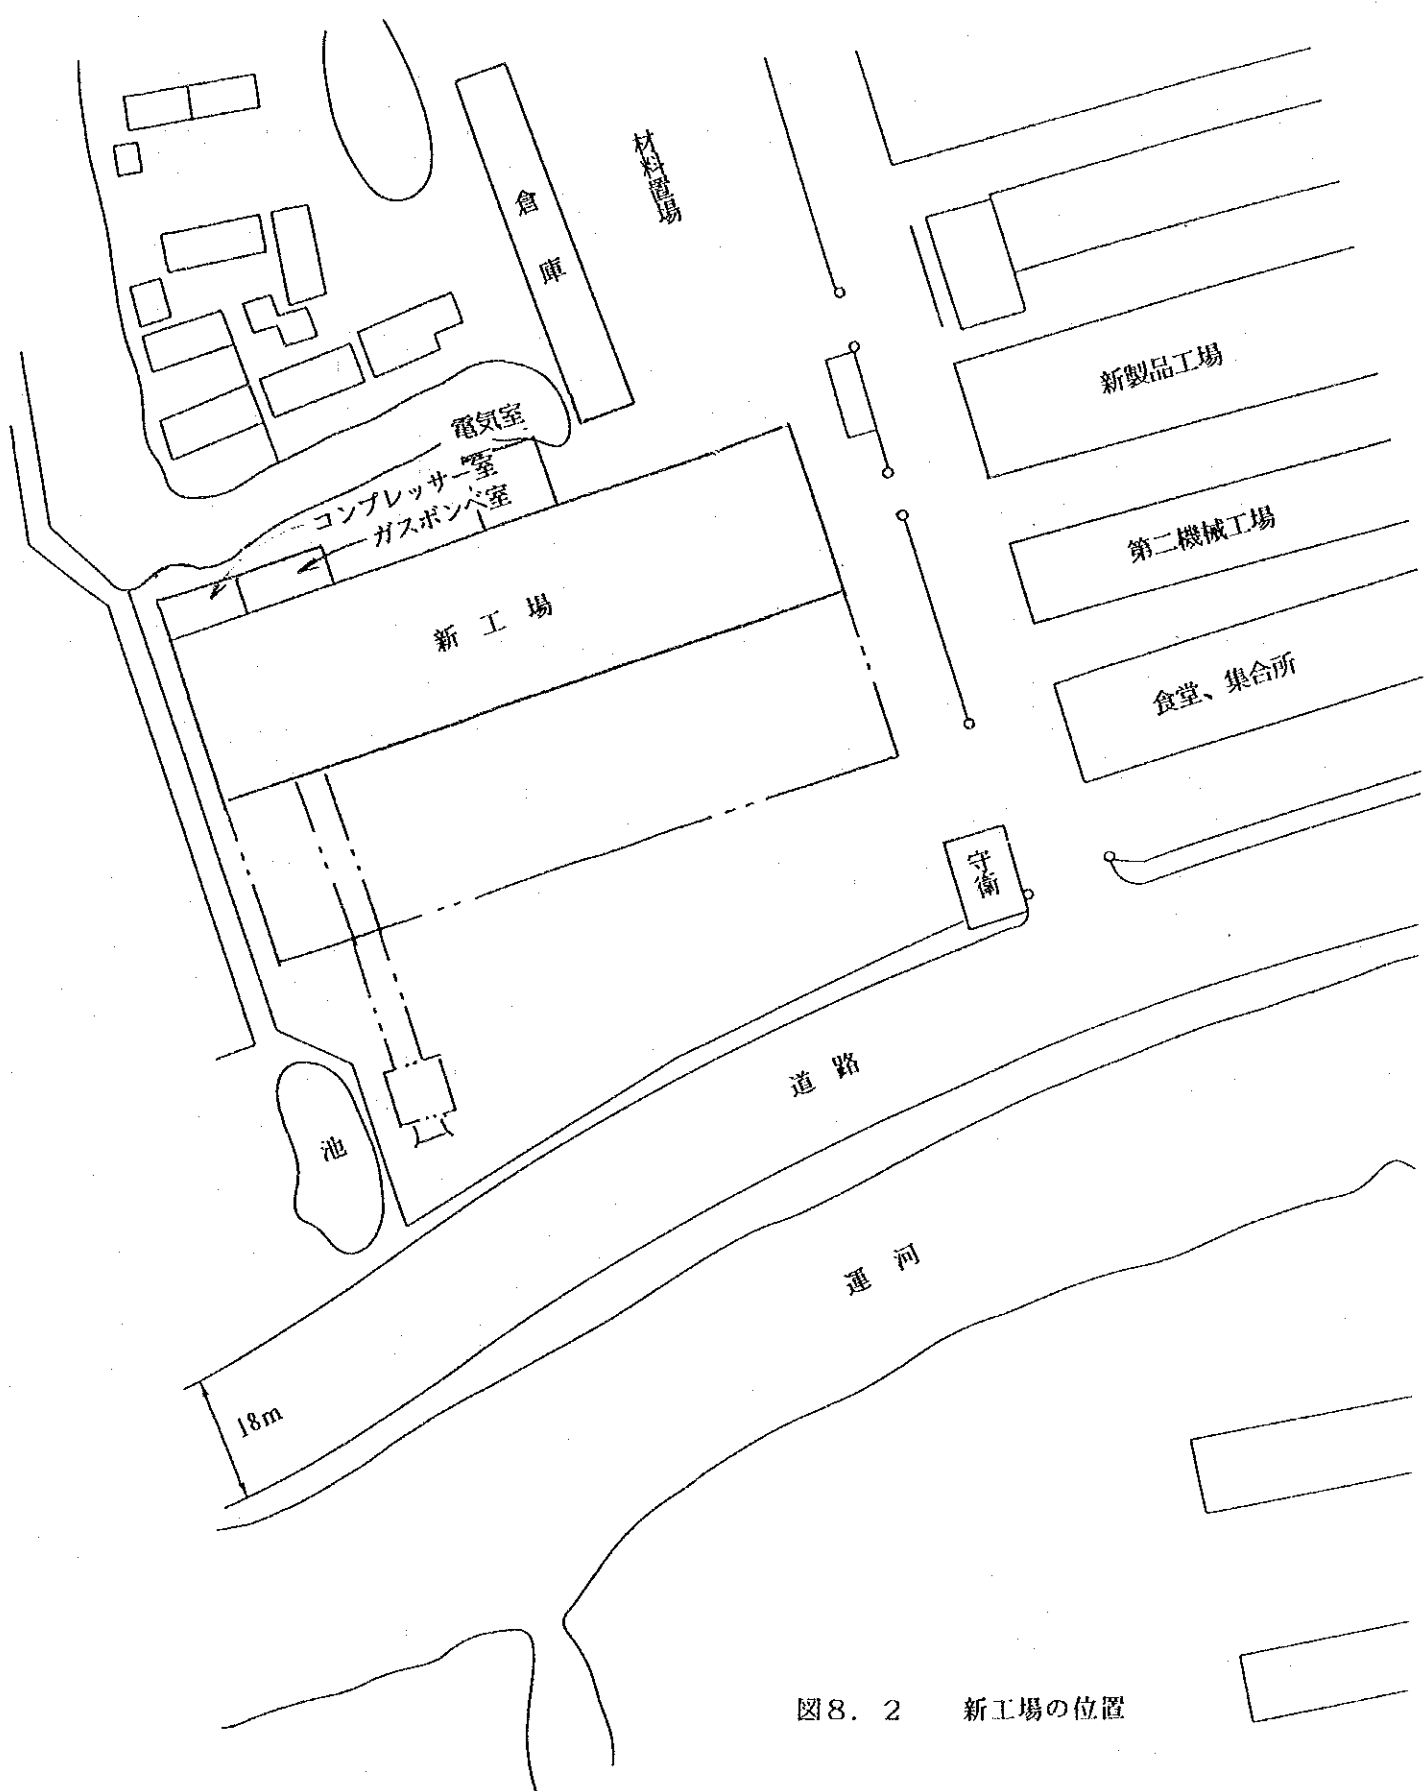 材料置場
倉庫
新製品工場
電気室
コンプレッサー室
ガスボンベ室
第二機械工場
新工場
食堂、集合所
守衛
道路
池
運河
18m
図8．2　新工場の位置